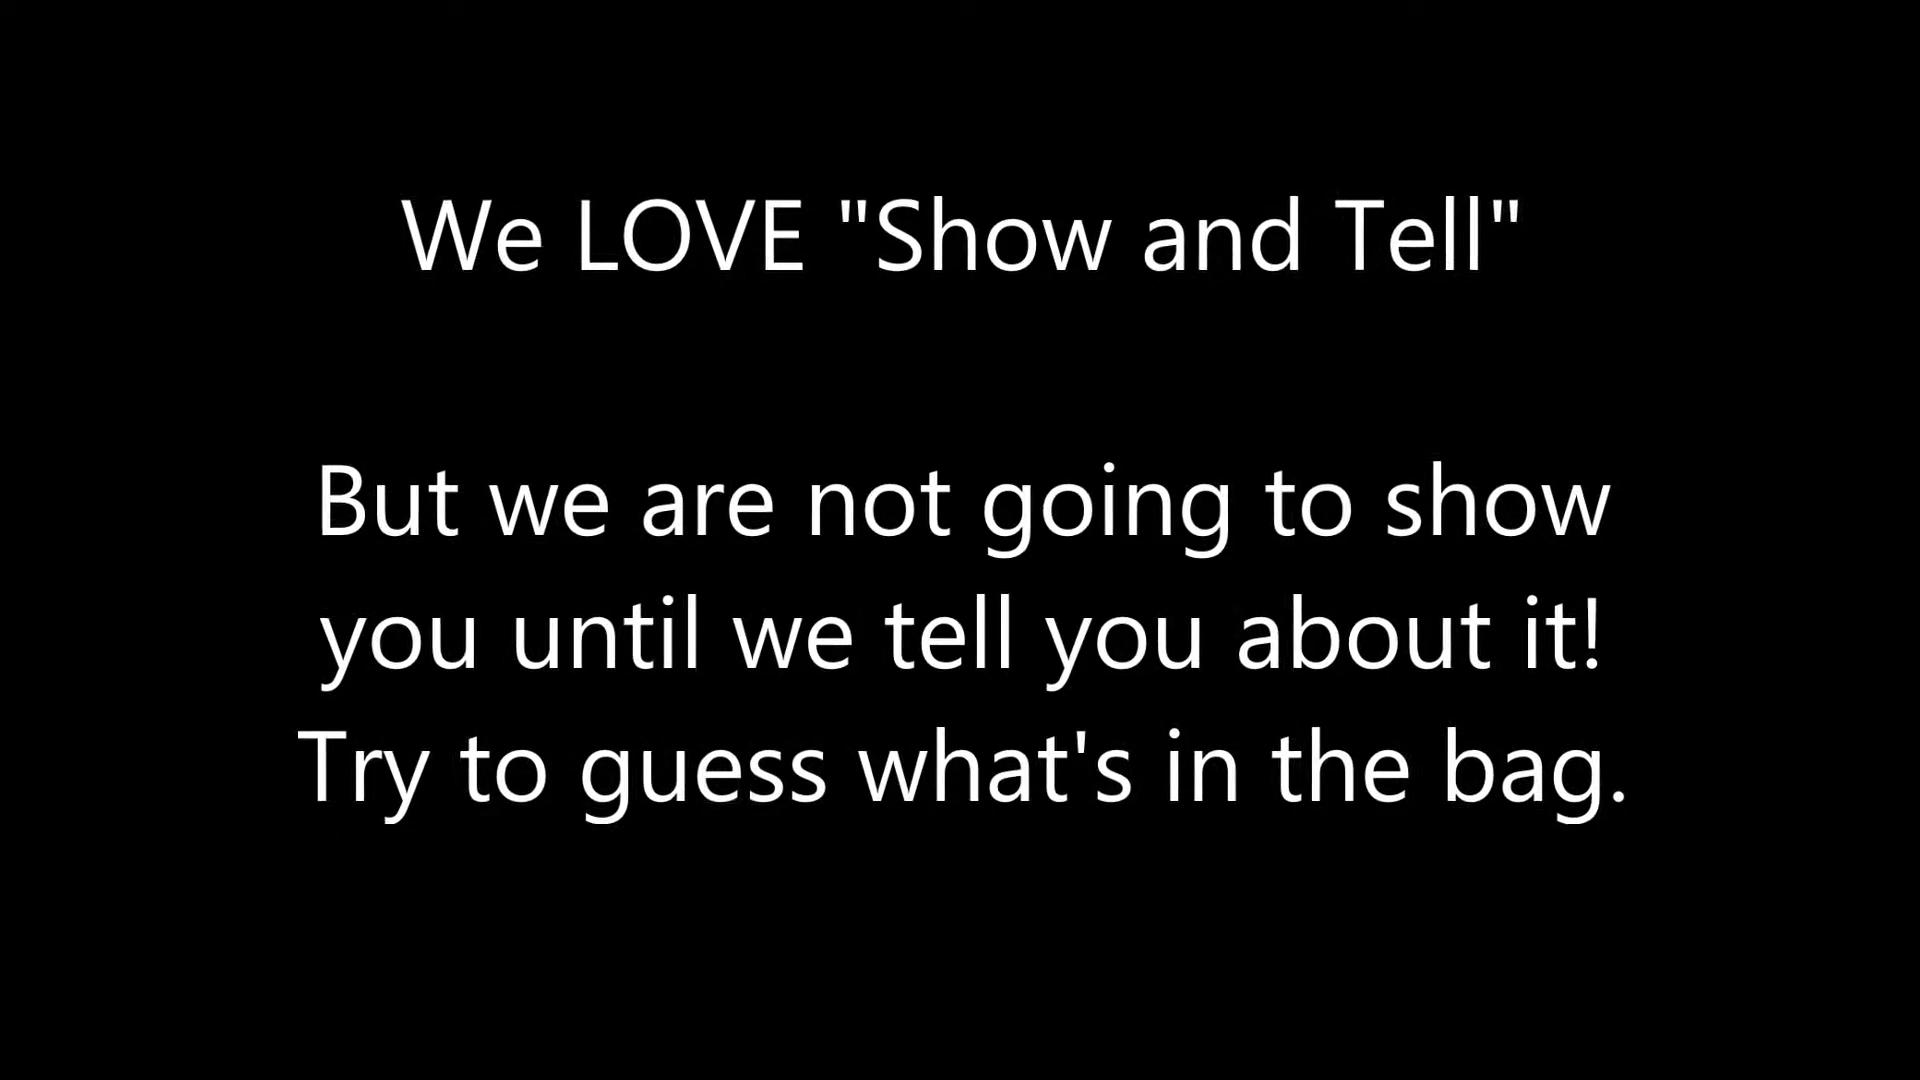 We LOVE "Show and Tell"
But we are not going to show
you until we tell you about it!
Try to guess what's in the bag.